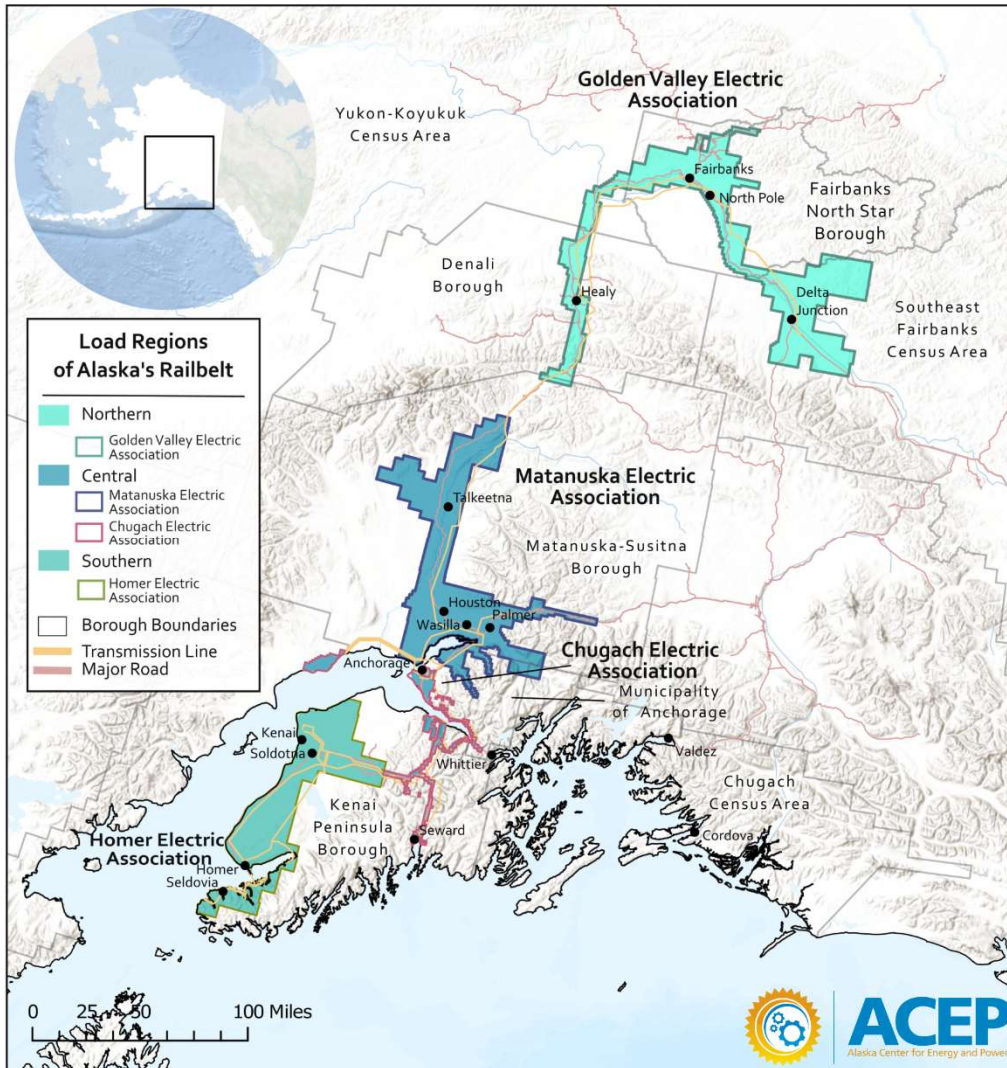 Golden Valley Electric
Association
Yukon-Koyukuk
Census Area
Fairbanks
North Pole
Fairbanks
North Star
Borough
Denali
Borough
Healy
Delta
Junction
Southeast
Fairbanks
Census Area
Load Regions
of Alaska's Railbelt
Northern
Golden Valley Electric
Association
Central
Matanuska Electric
Association
Chugach Electric
Association
Southern
Homer Electric
Association
Borough Boundaries
Transmission Line
Major Road
Matanuska Electric
Association
Talkeetna
Matanuska-Susitna
Borough
Houston
Wasilla
Palmer
Anchorage
Chugach Electric
Association
Municipality
of Anchorage
Kenai
Soldotna
Whittier
Valdez
Kenai
Peninsula
Borough
Chugach
Census Area
Seward
Cordova
Homer Electric
Association
Homer
Seldovia
0 25 50 100 Miles
ACEP
Alaska Center for Energy and Power